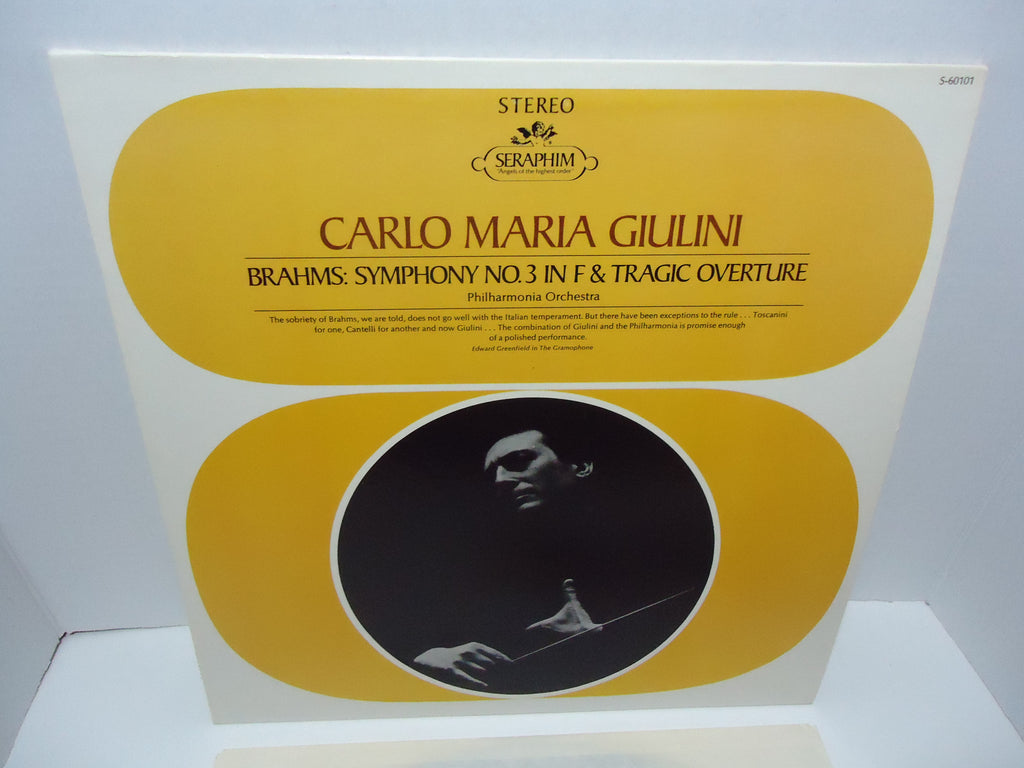 S-60101
STEREO
SERAPHIM
"Angels of the highest order"
CARLO MARIA GIULINI
BRAHMS: SYMPHONY NO. 3 IN F & TRAGIC OVERTURE
Philharmonia Orchestra
The sobriety of Brahms, we are told, does not go well with the Italian temperament. But there have been exceptions to the rule . . . Toscanini
for one, Cantelli for another and now Giulini . . . The combination of Giulini and the Philharmonia is promise enough
of a polished performance.
Edward Greenfield in The Gramophone